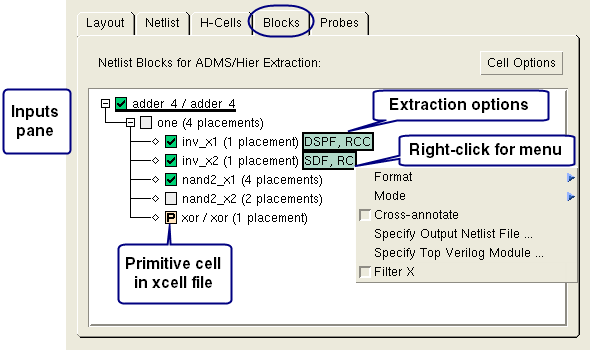 Layout Netlist H-Cells Blocks Probes
Netlist Blocks for ADMS/Hier Extraction:
Cell Options
Inputs
pane
adder_4 / adder_4
one (4 placements)
Extraction options
inv_x1 (1 placement) DSPF, RCC
inv_x2 (1 placement) SDF, RC
Right-click for menu
nand2_x1 (4 placements)
nand2_x2 (2 placements)
P xor / xor (1 placement)
Primitive cell
in xcell file
Format
Mode
Cross-annotate
Specify Output Netlist File ...
Specify Top Verilog Module ...
Filter X